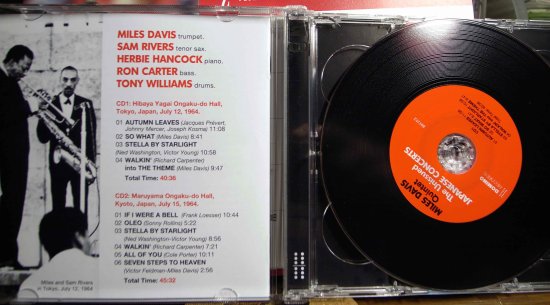 MILES DAVIS trumpet.
SAM RIVERS tenor sax.
HERBIE HANCOCK piano.
RON CARTER bass.
TONY WILLIAMS drums.
CD1: Hibaya Yagai Ongaku-do Hall,
Tokyo, Japan, July 12, 1964.
01 AUTUMN LEAVES (Jacques Prévert,
Johnny Mercer, Joseph Kosma) 11:08
02 SO WHAT (Miles Davis) 8:41
03 STELLA BY STARLIGHT
(Ned Washington, Victor Young) 10:58
04 WALKIN' (Richard Carpenter)
into THE THEME (Miles Davis) 9:47
Total Time: 40:36
CD2: Maruyama Ongaku-do Hall,
Kyoto, Japan, July 15, 1964.
01 IF I WERE A BELL (Frank Loesser) 10:44
02 OLEO (Sonny Rollins) 5:22
03 STELLA BY STARLIGHT
(Ned Washington-Victor Young) 8:56
04 WALKIN' (Richard Carpenter) 7:21
05 ALL OF YOU (Cole Porter) 10:11
06 SEVEN STEPS TO HEAVEN
(Victor Feldman-Miles Davis) 2:56
Total Time: 45:32
Miles and Sam Rivers
in Tokyo, July 12, 1964
MILES DAVIS
Quintet
The Unissued
JAPANESE CONCERTS